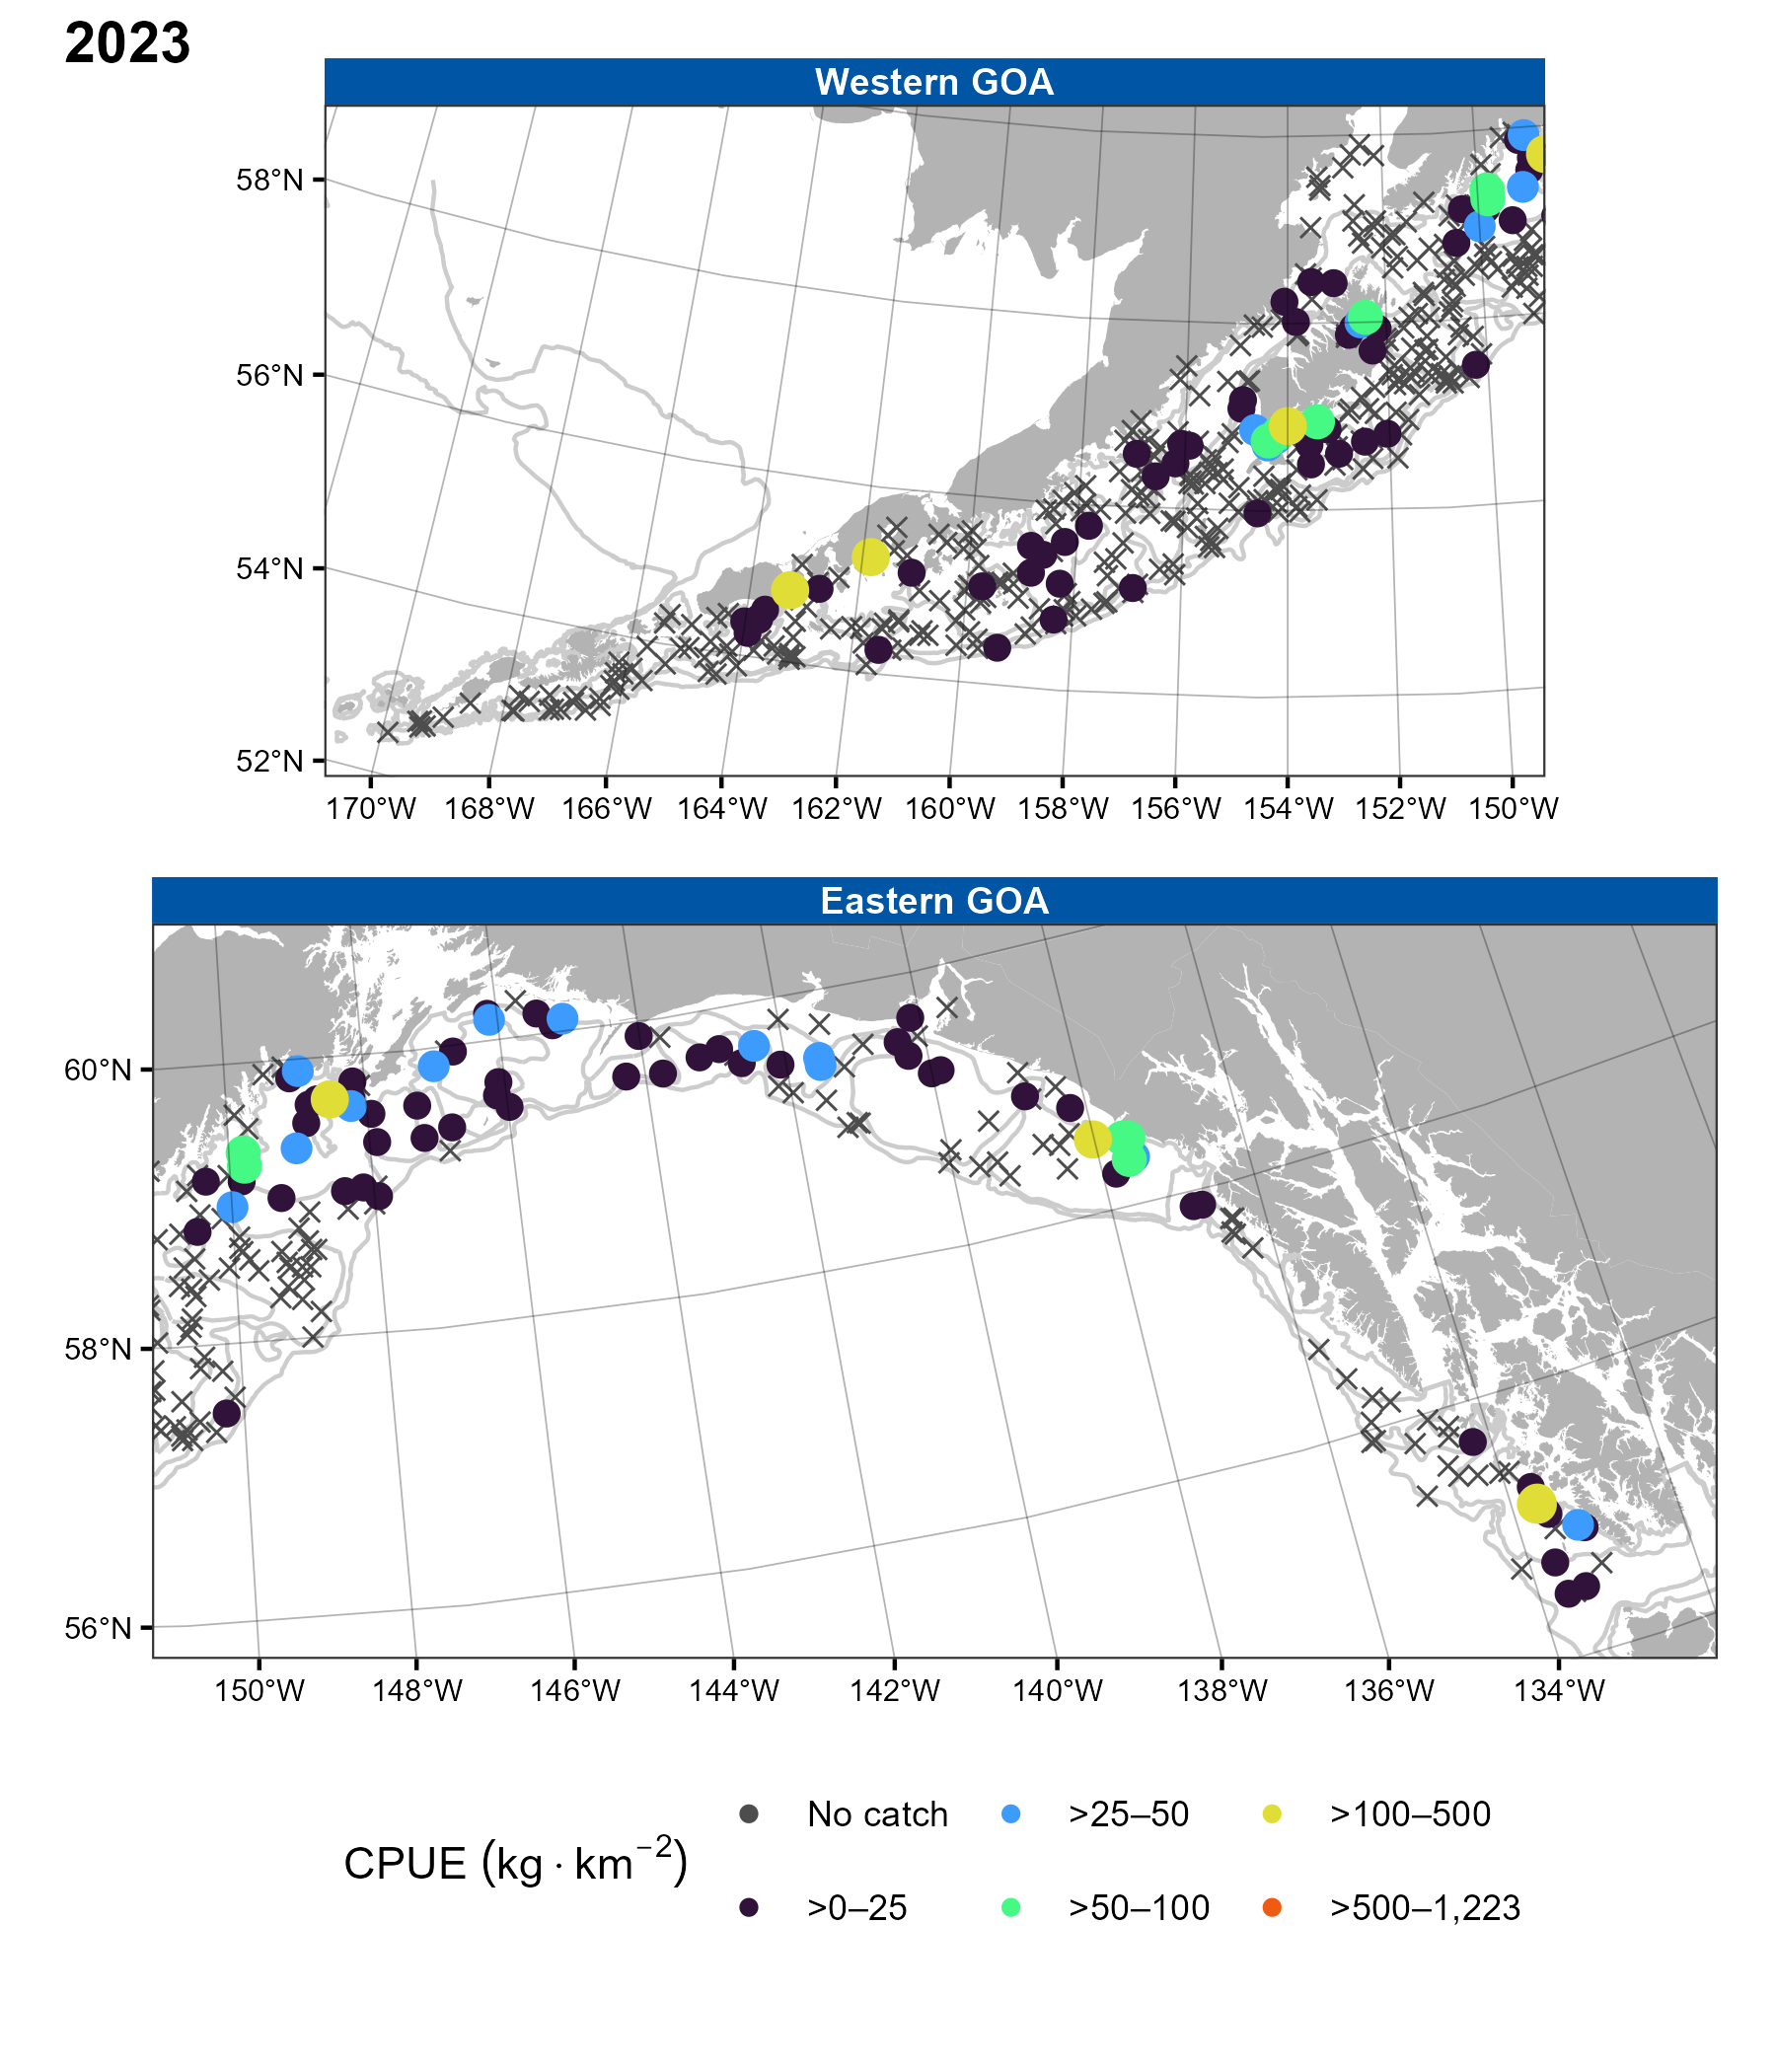 2023
Western GOA
58°N
56°N
54°N
52°N
170°W 168°W 166°W 164°W 162°W 160°W 158°W 156°W 154°W 152°W 150°W
Eastern GOA
60°N
58°N
56°N
150°W 148°W 146°W 144°W 142°W 140°W 138°W 136°W 134°W
CPUE (kg · km⁻²)
No catch >25–50 >100–500
>0–25 >50–100 >500–1,223